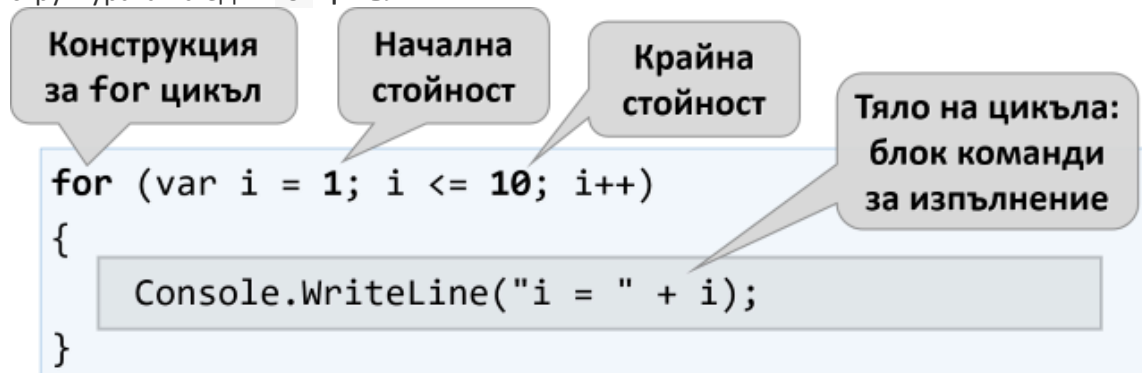 Конструкция
за for цикъл
Начална
стойност
Крайна
стойност
Тяло на цикъла:
блок команди
за изпълнение
for (var i = 1; i <= 10; i++)
{
Console.WriteLine("i = " + i);
}